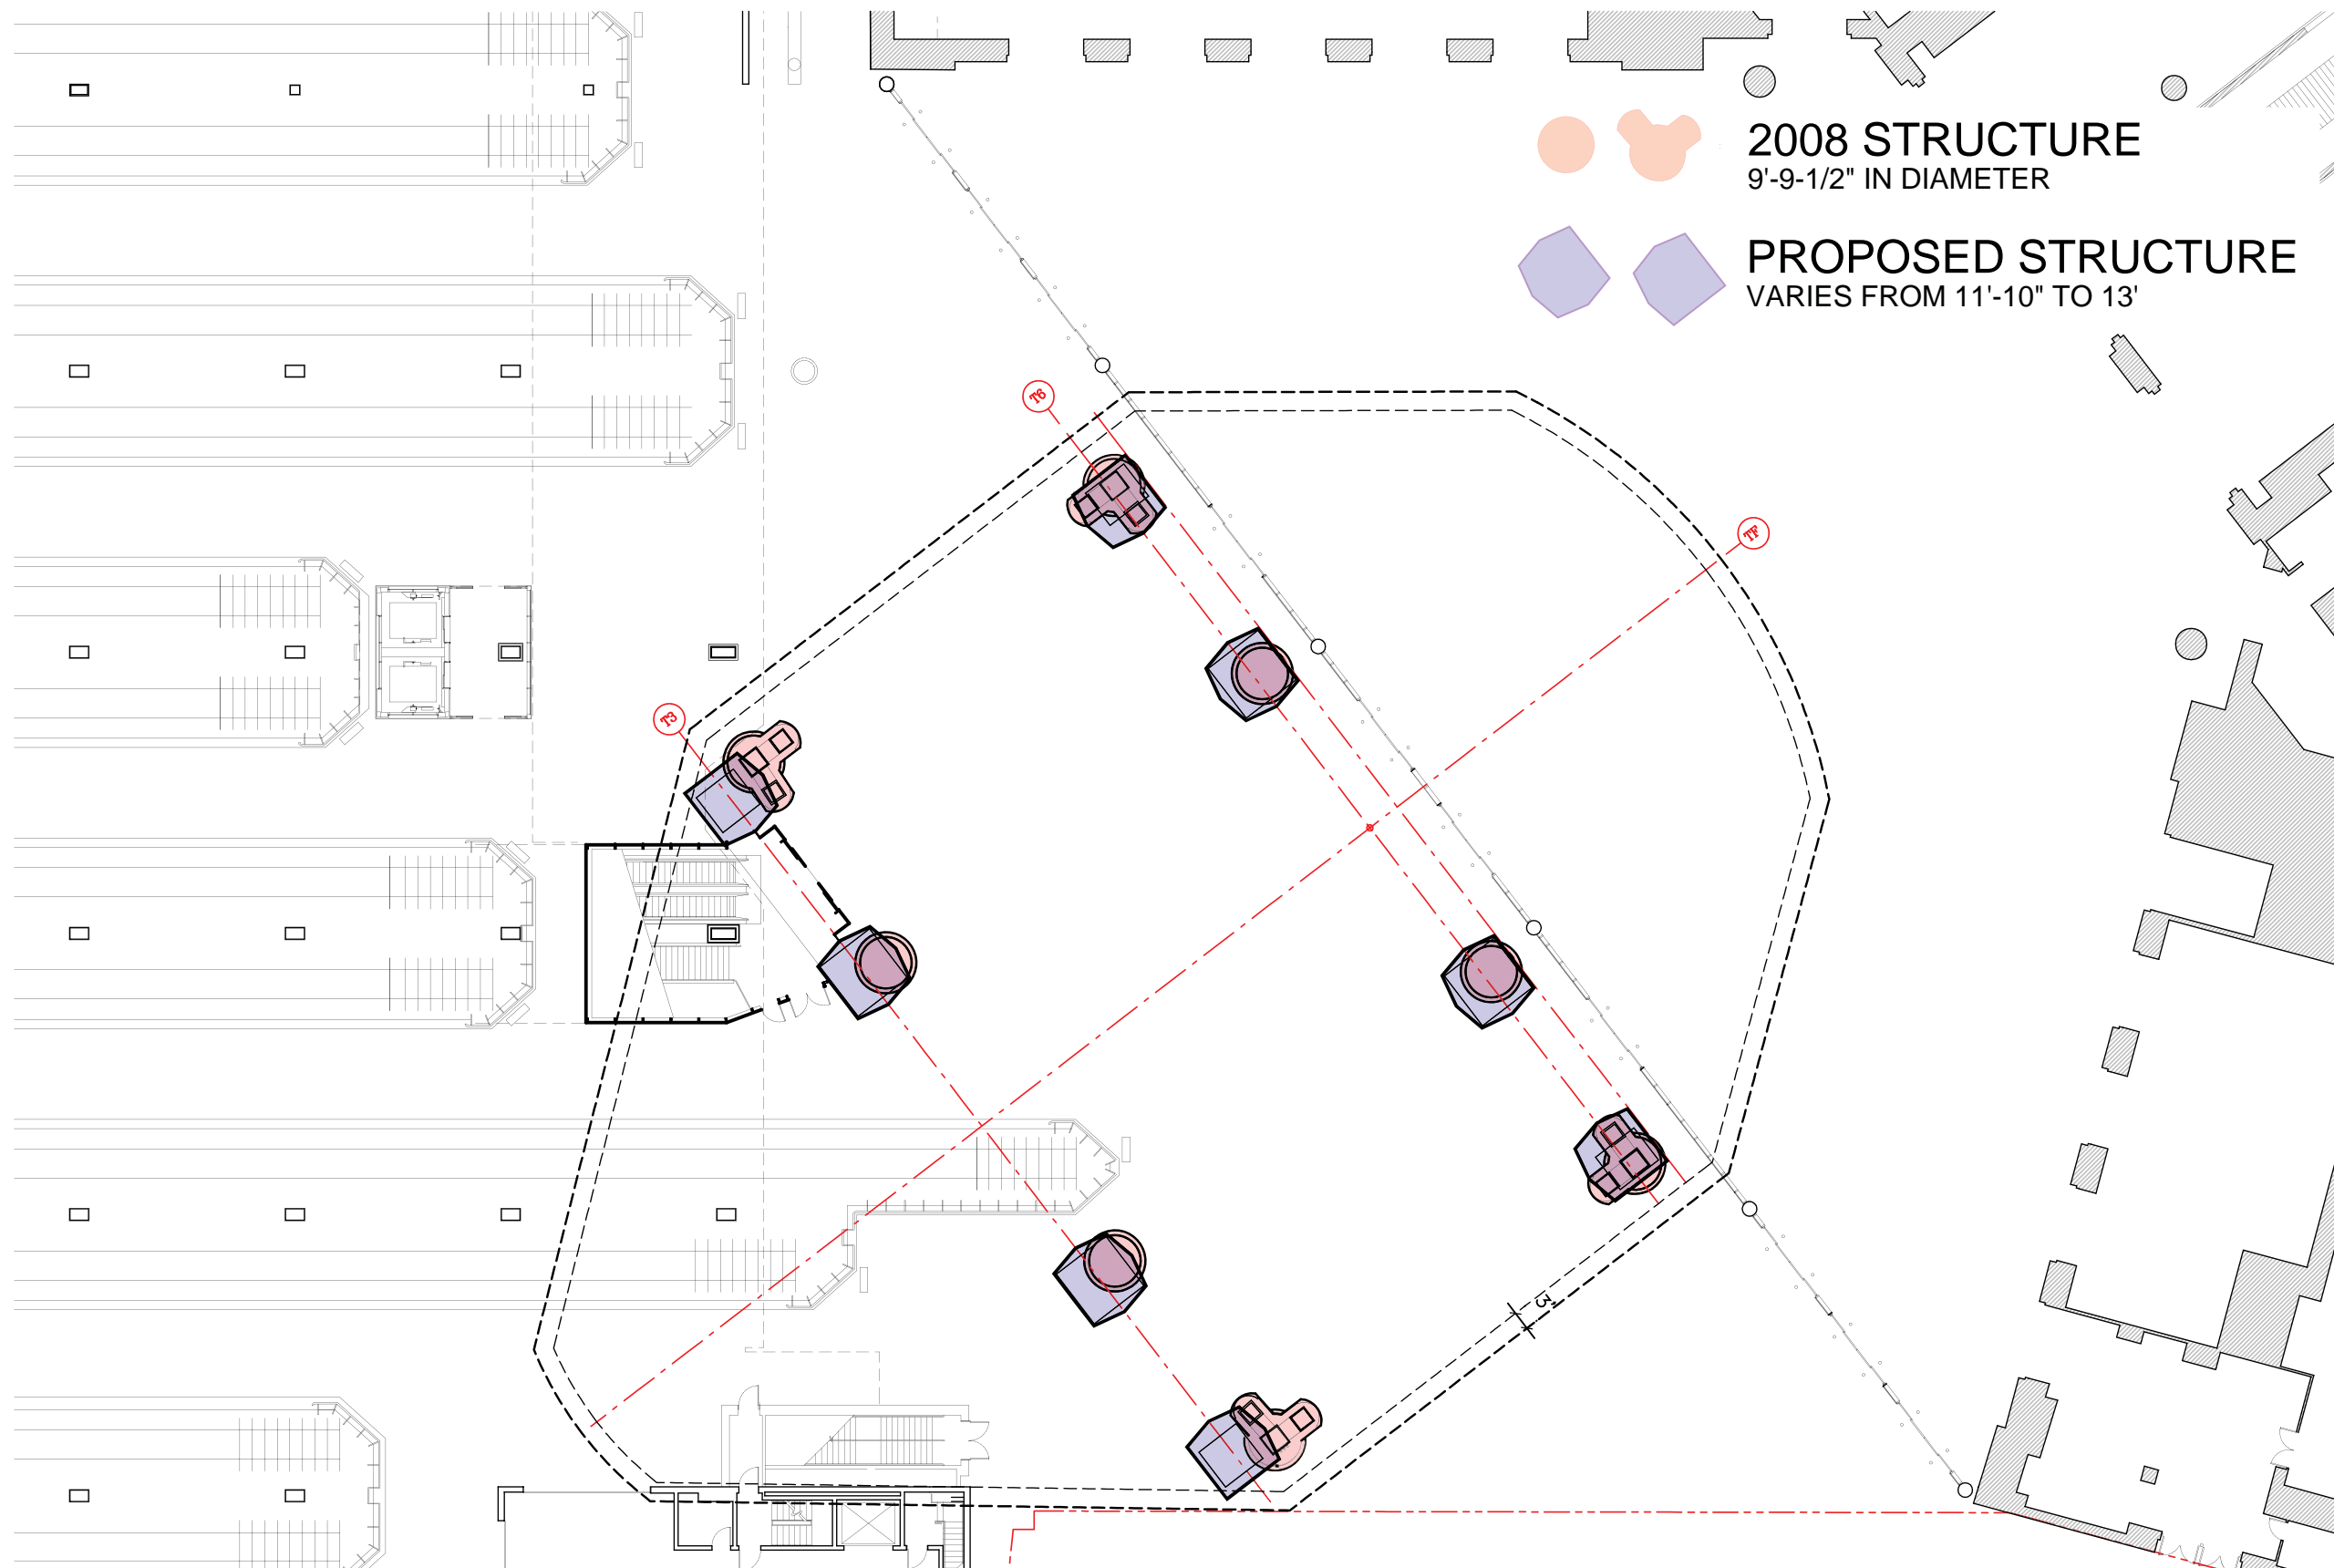 2008 STRUCTURE
9'-9-1/2" IN DIAMETER
PROPOSED STRUCTURE
VARIES FROM 11'-10" TO 13'
T6
TF
T3
3'